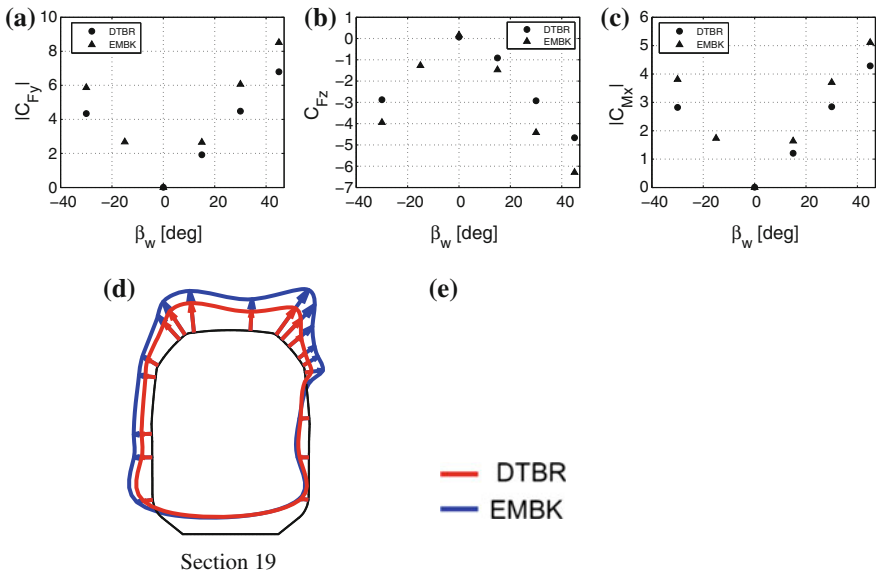 (a)
10
8
6
4
2
0
|C_Fy|
DTBR
EMBK
−40 −20 0 20 40
β_w [deg]
(b)
1
0
−1
−2
−3
−4
−5
−6
−7
C_Fz
DTBR
EMBK
−40 −20 0 20 40
β_w [deg]
(c)
6
5
4
3
2
1
0
|C_Mx|
DTBR
EMBK
−40 −20 0 20 40
β_w [deg]
(d)
Section 19
(e)
DTBR
EMBK